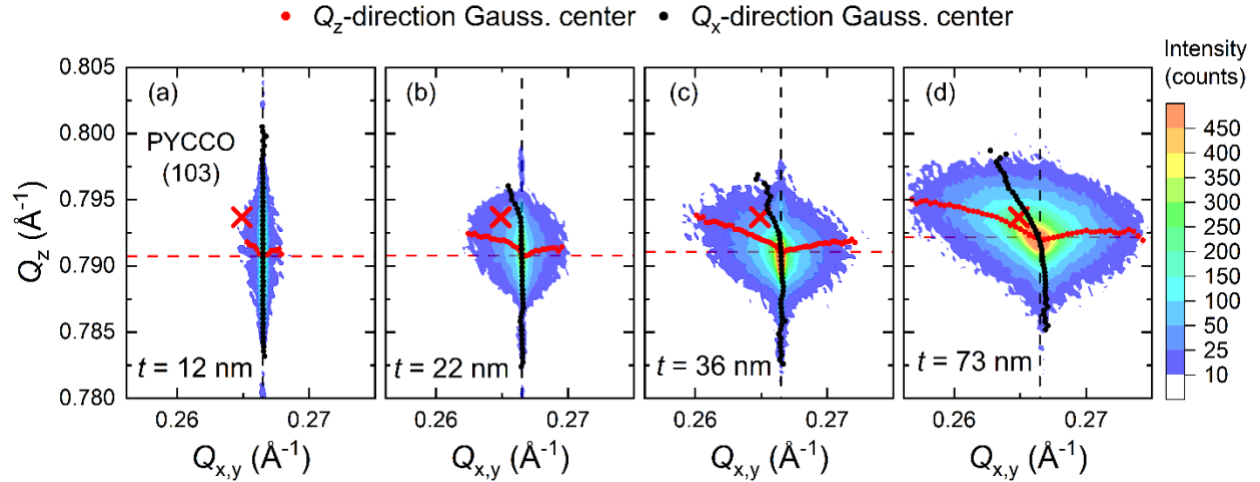 Qz-direction Gauss. center Qx-direction Gauss. center
Intensity
(counts)
450
350
300
250
200
150
100
50
25
10
Qz (Å-1)
0.805
0.800
0.795
0.790
0.785
0.780
(a)
PYCCO
(103)
t = 12 nm
(b)
t = 22 nm
(c)
t = 36 nm
(d)
t = 73 nm
0.26 0.27 0.26 0.27 0.26 0.27 0.26 0.27
Qx,y (Å-1) Qx,y (Å-1) Qx,y (Å-1) Qx,y (Å-1)